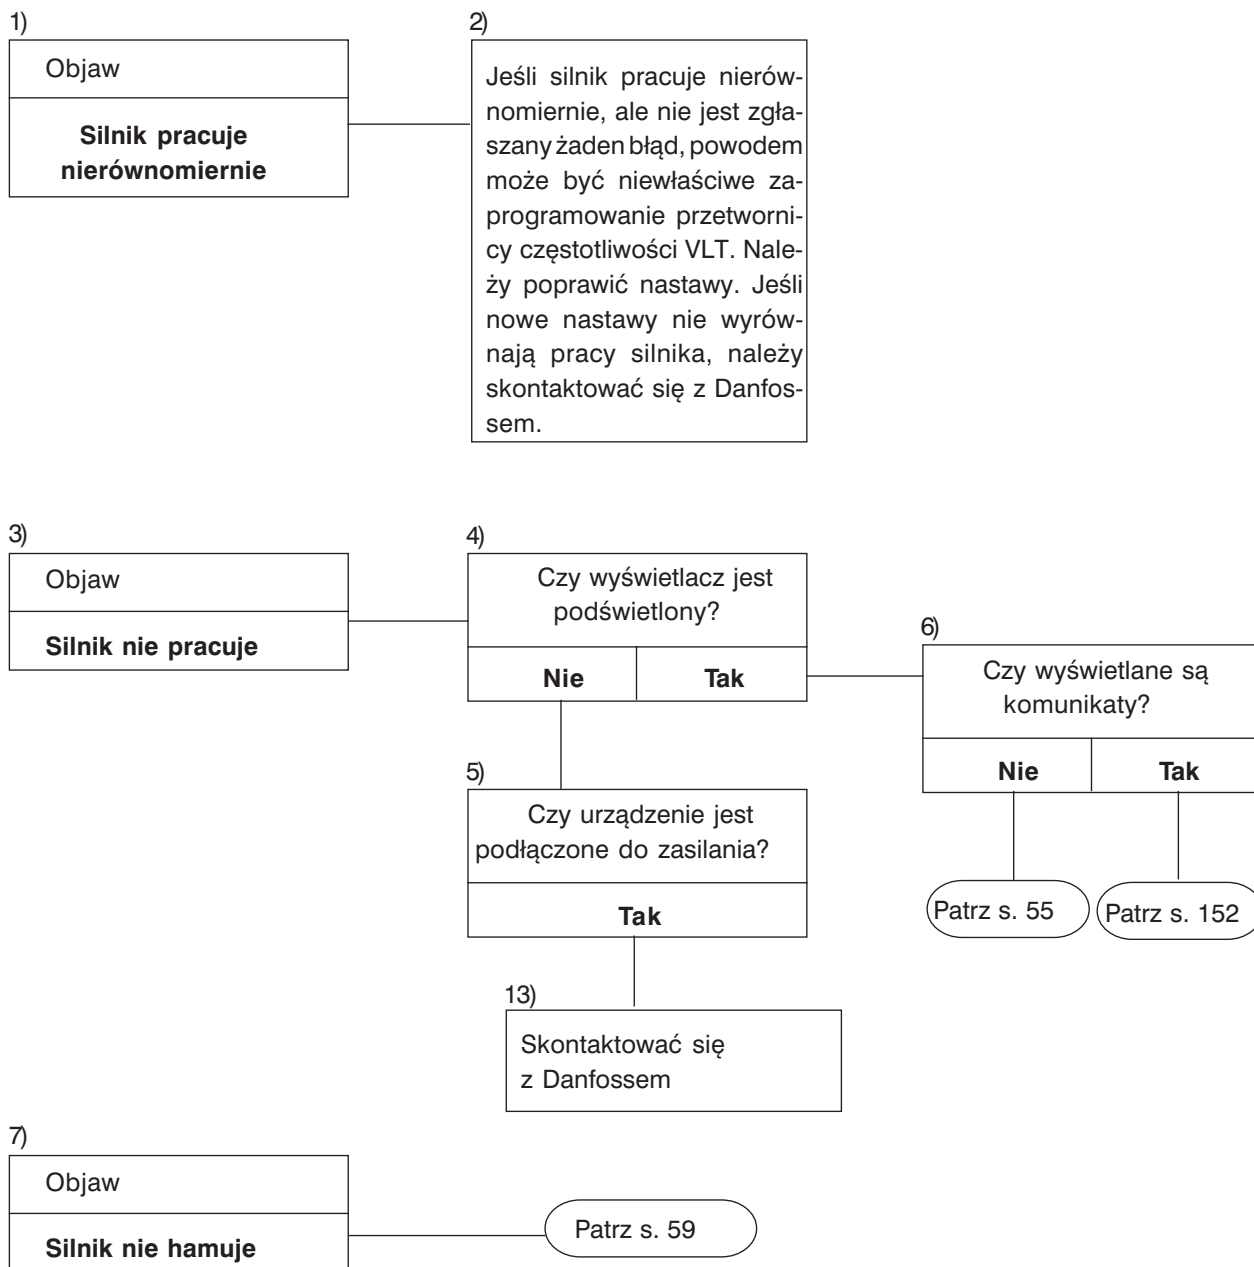 1)
Objaw
Silnik pracuje
nierównomiernie
2)
Jeśli silnik pracuje nierów-
nomiernie, ale nie jest zgła-
szany żaden błąd, powodem
może być niewłaściwe za-
programowanie przetworni-
cy częstotliwości VLT. Nale-
ży poprawić nastawy. Jeśli
nowe nastawy nie wyrów-
nają pracy silnika, należy
skontaktować się z Danfos-
sem.
3)
Objaw
Silnik nie pracuje
4)
Czy wyświetlacz jest
podświetlony?
Nie
Tak
6)
Czy wyświetlane są
komunikaty?
Nie
Tak
5)
Czy urządzenie jest
podłączone do zasilania?
Tak
Patrz s. 55
Patrz s. 152
13)
Skontaktować się
z Danfossem
7)
Objaw
Silnik nie hamuje
Patrz s. 59